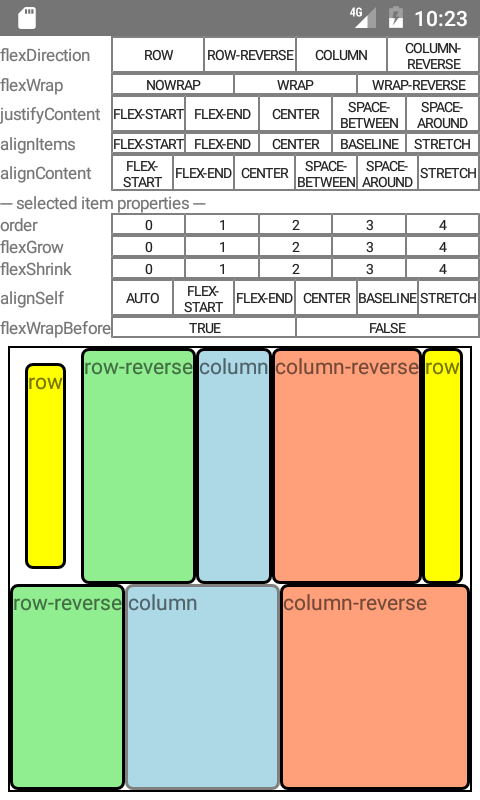 4G 10:23
flexDirection ROW ROW-REVERSE COLUMN COLUMN-REVERSE
flexWrap NOWRAP WRAP WRAP-REVERSE
justifyContent FLEX-START FLEX-END CENTER SPACE-BETWEEN SPACE-AROUND
alignItems FLEX-START FLEX-END CENTER BASELINE STRETCH
alignContent FLEX-START FLEX-END CENTER SPACE-BETWEEN SPACE-AROUND STRETCH
— selected item properties —
order 0 1 2 3 4
flexGrow 0 1 2 3 4
flexShrink 0 1 2 3 4
alignSelf AUTO FLEX-START FLEX-END CENTER BASELINE STRETCH
flexWrapBefore TRUE FALSE
row row-reverse column column-reverse row
row-reverse column column-reverse